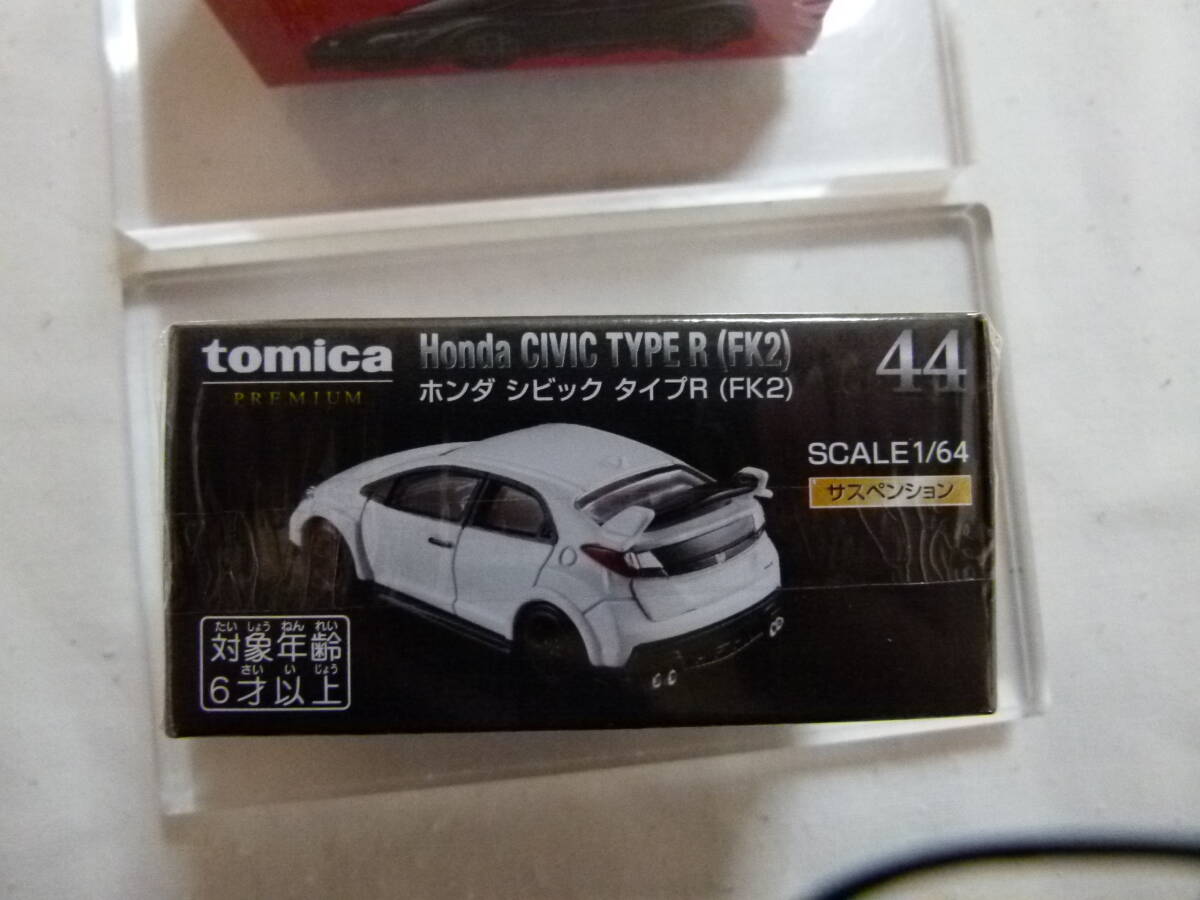 tomica
PREMIUM
Honda CIVIC TYPE R (FK2)
ホンダ シビック タイプR (FK2)
44
SCALE1/64
サスペンション
たい しょう ねん れい
対象年齢
さい い じょう
6才以上